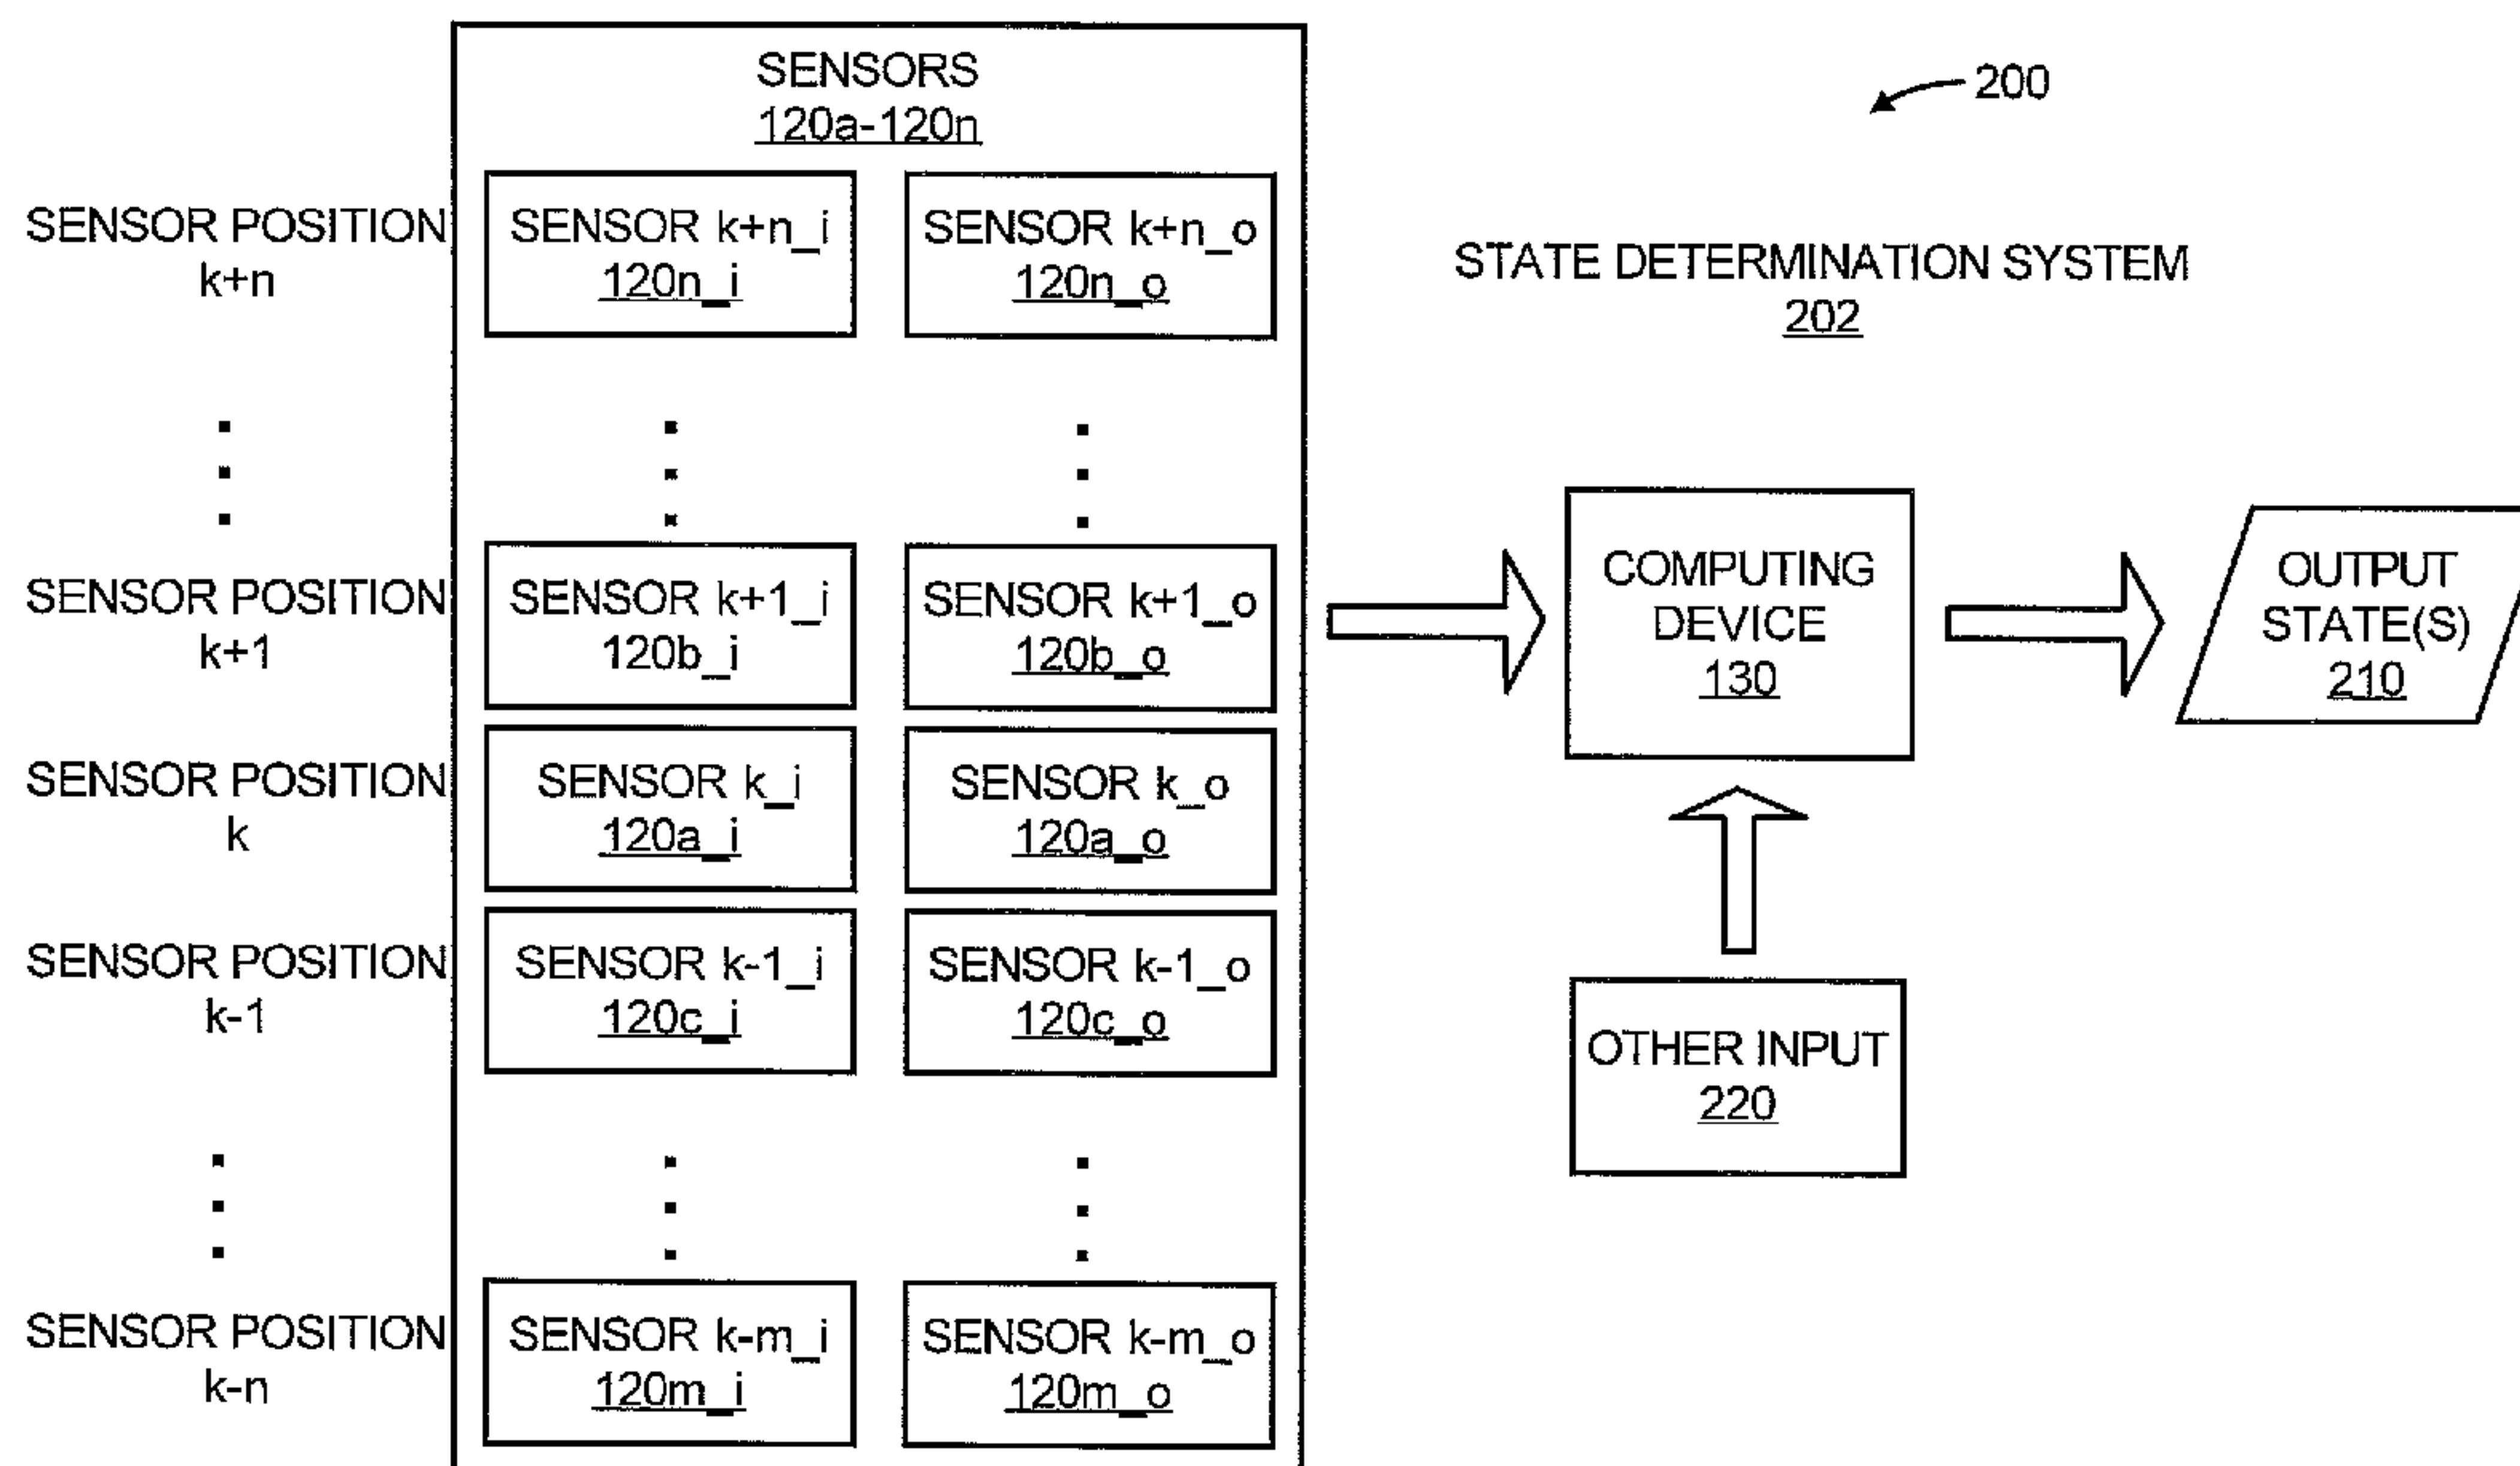 SENSORS
120a-120n
200
SENSOR POSITION
k+n
SENSOR k+n_i
120n_i
SENSOR k+n_o
120n_o
STATE DETERMINATION SYSTEM
202
SENSOR POSITION
k+1
SENSOR k+1_i
120b_i
SENSOR k+1_o
120b_o
COMPUTING
DEVICE
130
OUTPUT
STATE(S)
210
SENSOR POSITION
k
SENSOR k_i
120a_i
SENSOR k_o
120a_o
SENSOR POSITION
k-1
SENSOR k-1_i
120c_i
SENSOR k-1_o
120c_o
OTHER INPUT
220
SENSOR POSITION
k-n
SENSOR k-m_i
120m_i
SENSOR k-m_o
120m_o